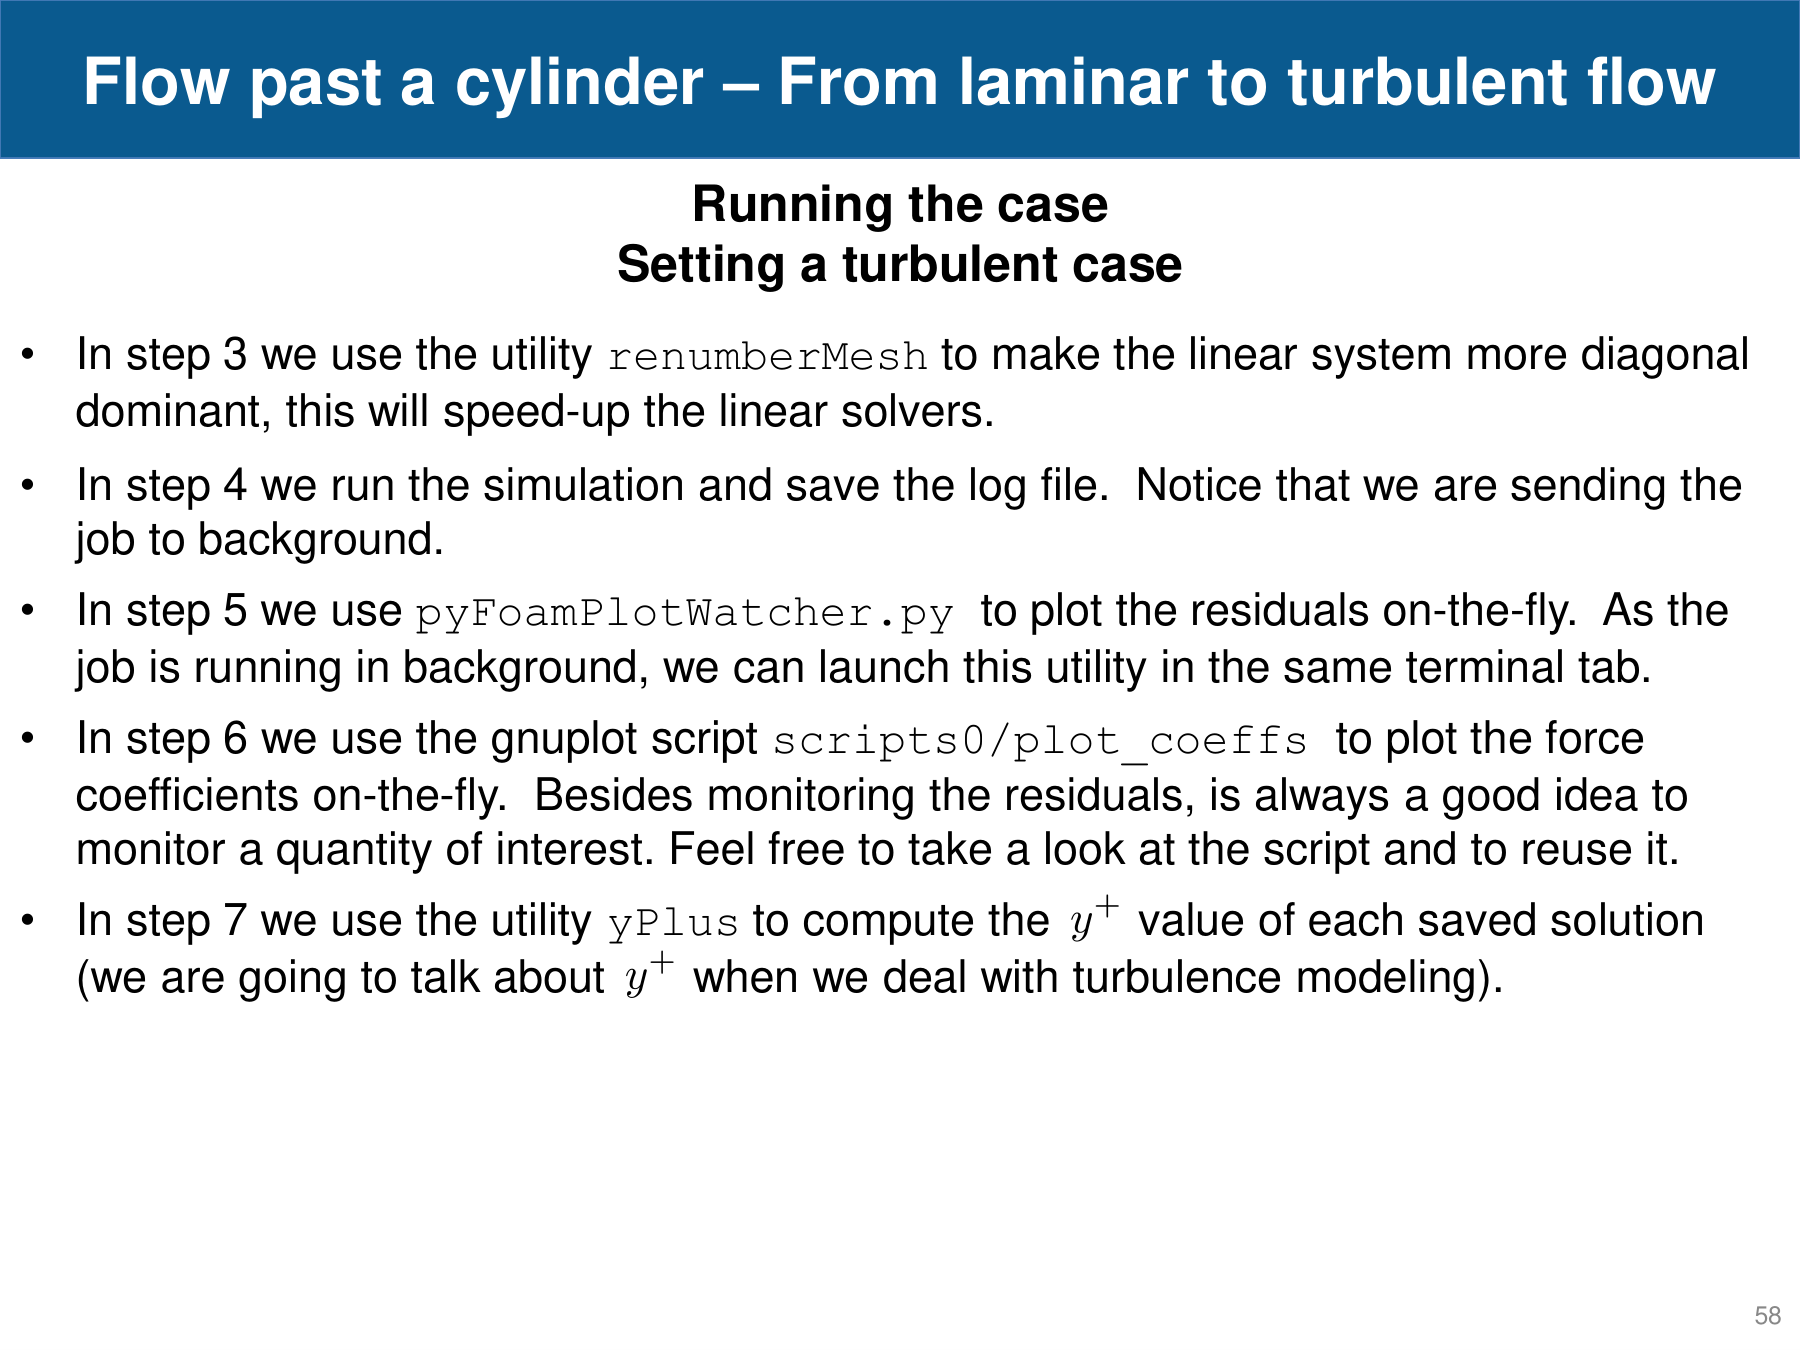 Flow past a cylinder – From laminar to turbulent flow
Running the case
Setting a turbulent case
• In step 3 we use the utility renumberMesh to make the linear system more diagonal
dominant, this will speed-up the linear solvers.
• In step 4 we run the simulation and save the log file.  Notice that we are sending the
job to background.
• In step 5 we use pyFoamPlotWatcher.py  to plot the residuals on-the-fly.  As the
job is running in background, we can launch this utility in the same terminal tab.
• In step 6 we use the gnuplot script scripts0/plot_coeffs  to plot the force
coefficients on-the-fly.  Besides monitoring the residuals, is always a good idea to
monitor a quantity of interest. Feel free to take a look at the script and to reuse it.
• In step 7 we use the utility yPlus to compute the y⁺ value of each saved solution
(we are going to talk about y⁺ when we deal with turbulence modeling).
58